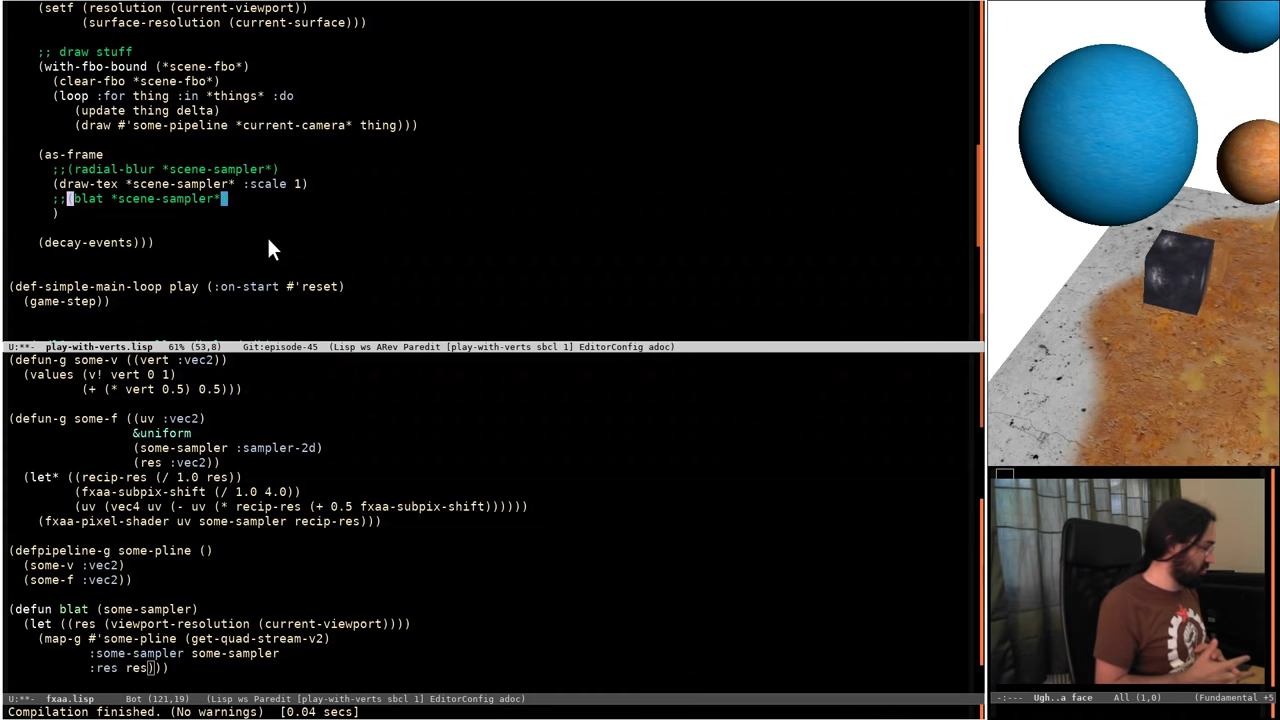 (setf (resolution (current-viewport))
(surface-resolution (current-surface)))
;; draw stuff
(with-fbo-bound (*scene-fbo*)
(clear-fbo *scene-fbo*)
(loop :for thing :in *things* :do
(update thing delta)
(draw #'some-pipeline *current-camera* thing)))
(as-frame
;;(radial-blur *scene-sampler*)
(draw-tex *scene-sampler* :scale 1)
;;(blat *scene-sampler*
)
(decay-events)))
(def-simple-main-loop play (:on-start #'reset)
(game-step))
U:**- play-with-verts.lisp 61% (53,8) Git:episode-45 (Lisp ws ARev Paredit [play-with-verts sbcl 1] EditorConfig adoc)
(defun-g some-v ((vert :vec2))
(values (v! vert 0 1)
(+ (* vert 0.5) 0.5)))
(defun-g some-f ((uv :vec2)
&uniform
(some-sampler :sampler-2d)
(res :vec2))
(let* ((recip-res (/ 1.0 res))
(fxaa-subpix-shift (/ 1.0 4.0))
(uv (vec4 uv (- uv (* recip-res (+ 0.5 fxaa-subpix-shift))))))
(fxaa-pixel-shader uv some-sampler recip-res)))
(defpipeline-g some-pline ()
(some-v :vec2)
(some-f :vec2))
(defun blat (some-sampler)
(let ((res (viewport-resolution (current-viewport))))
(map-g #'some-pline (get-quad-stream-v2)
:some-sampler some-sampler
:res res)))
U:**- fxaa.lisp Bot (121,19) (Lisp ws Paredit [play-with-verts sbcl 1] EditorConfig adoc)
-:--- Ugh..a face All (1,0) (Fundamental +5
Compilation finished. (No warnings) [0.04 secs]